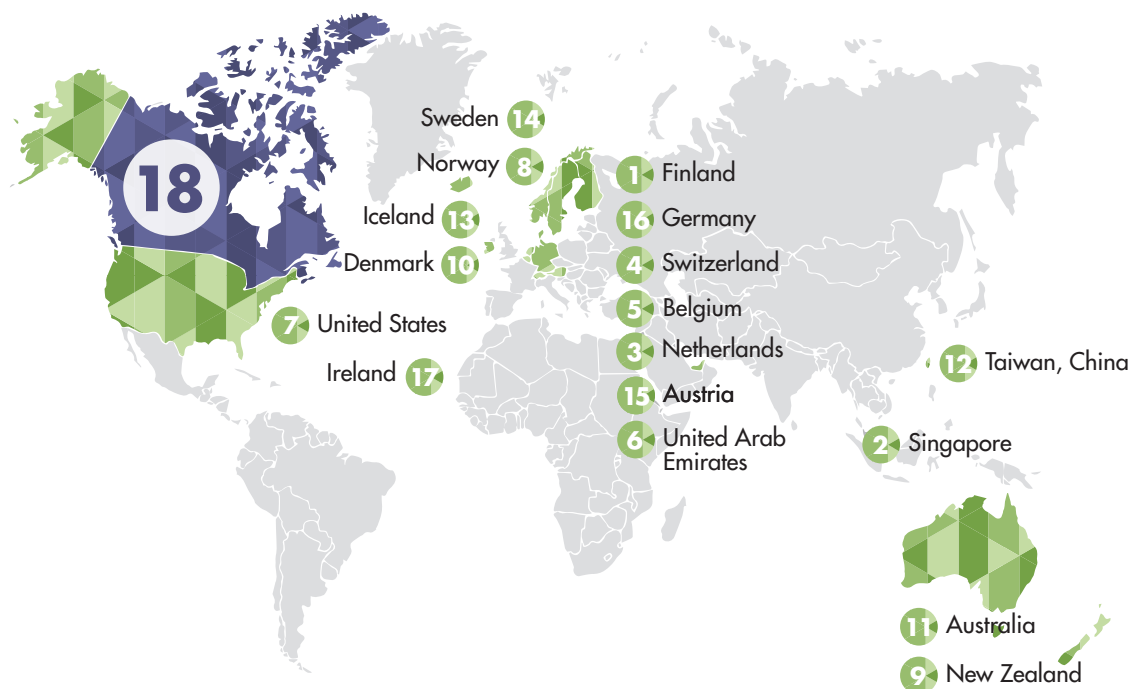 18
Sweden 14
Norway 8
1 Finland
Iceland 13
16 Germany
Denmark 10
4 Switzerland
5 Belgium
7 United States
3 Netherlands
Ireland 17
12 Taiwan, China
15 Austria
6 United Arab
Emirates
2 Singapore
11 Australia
9 New Zealand